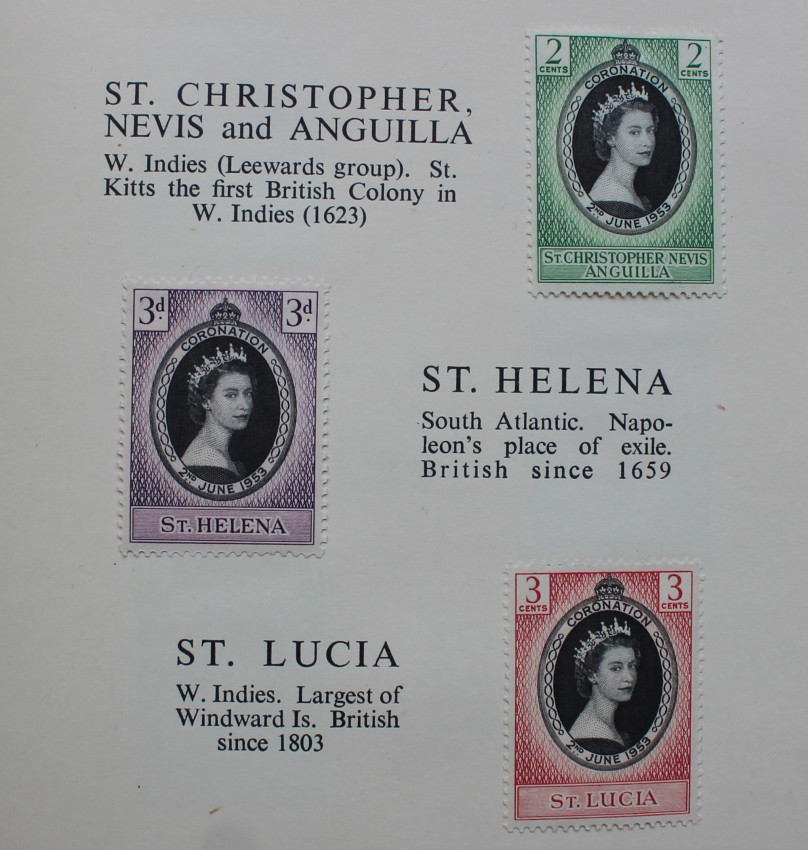 ST. CHRISTOPHER,
NEVIS and ANGUILLA
W. Indies (Leewards group). St.
Kitts the first British Colony in
W. Indies (1623)
2 2
CENTS CENTS
CORONATION
2ND JUNE 1953
ST. CHRISTOPHER NEVIS
ANGUILLA
3d. 3d.
CORONATION
2ND JUNE 1953
ST. HELENA
ST. HELENA
South Atlantic. Napo-
leon's place of exile.
British since 1659
ST. LUCIA
W. Indies. Largest of
Windward Is. British
since 1803
3 3
CENTS CENTS
CORONATION
2ND JUNE 1953
ST. LUCIA